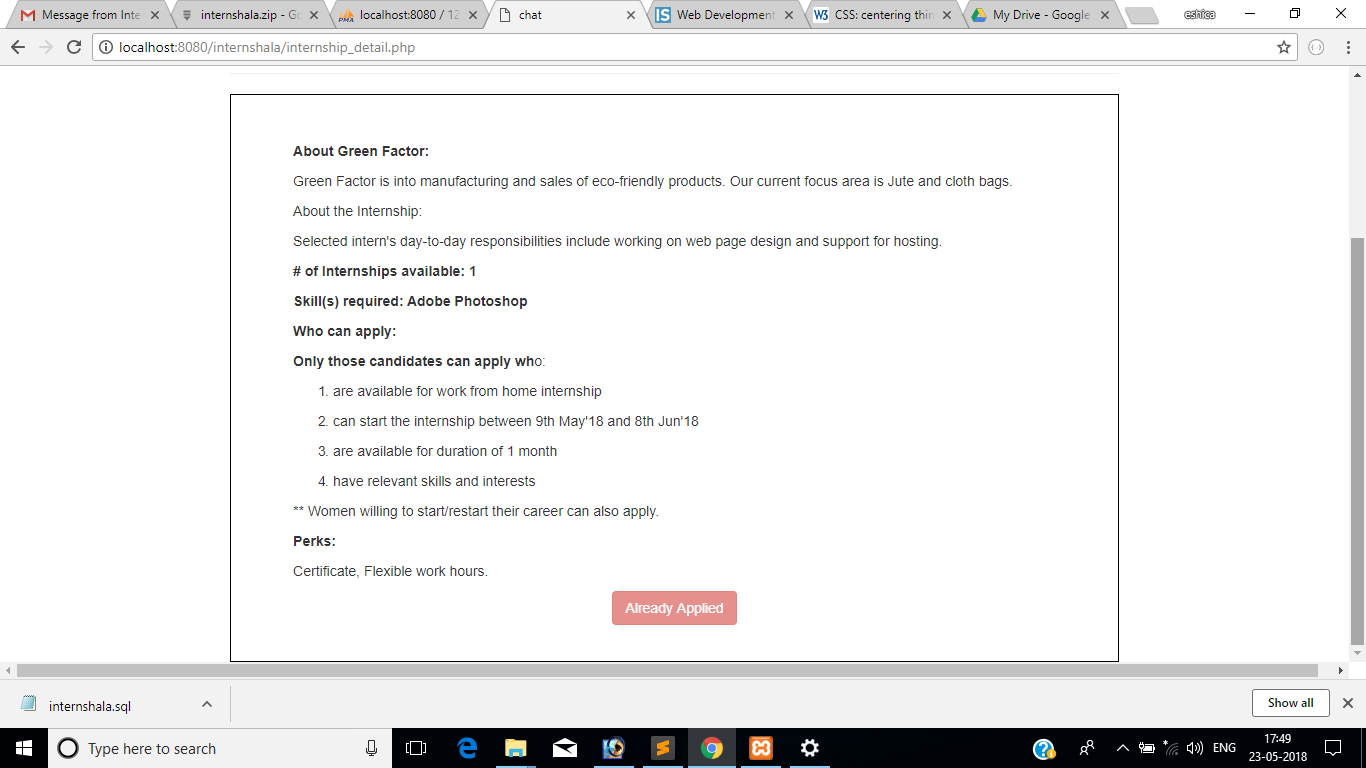 Message from Inte
internshala.zip - Go
localhost:8080 / 12
chat
Web Development
CSS: centering thin
My Drive - Google
eshica
localhost:8080/internshala/internship_detail.php
About Green Factor:
Green Factor is into manufacturing and sales of eco-friendly products. Our current focus area is Jute and cloth bags.
About the Internship:
Selected intern's day-to-day responsibilities include working on web page design and support for hosting.
# of Internships available: 1
Skill(s) required: Adobe Photoshop
Who can apply:
Only those candidates can apply who:
1. are available for work from home internship
2. can start the internship between 9th May'18 and 8th Jun'18
3. are available for duration of 1 month
4. have relevant skills and interests
** Women willing to start/restart their career can also apply.
Perks:
Certificate, Flexible work hours.
Already Applied
internshala.sql
Show all
Type here to search
ENG
17:49
23-05-2018